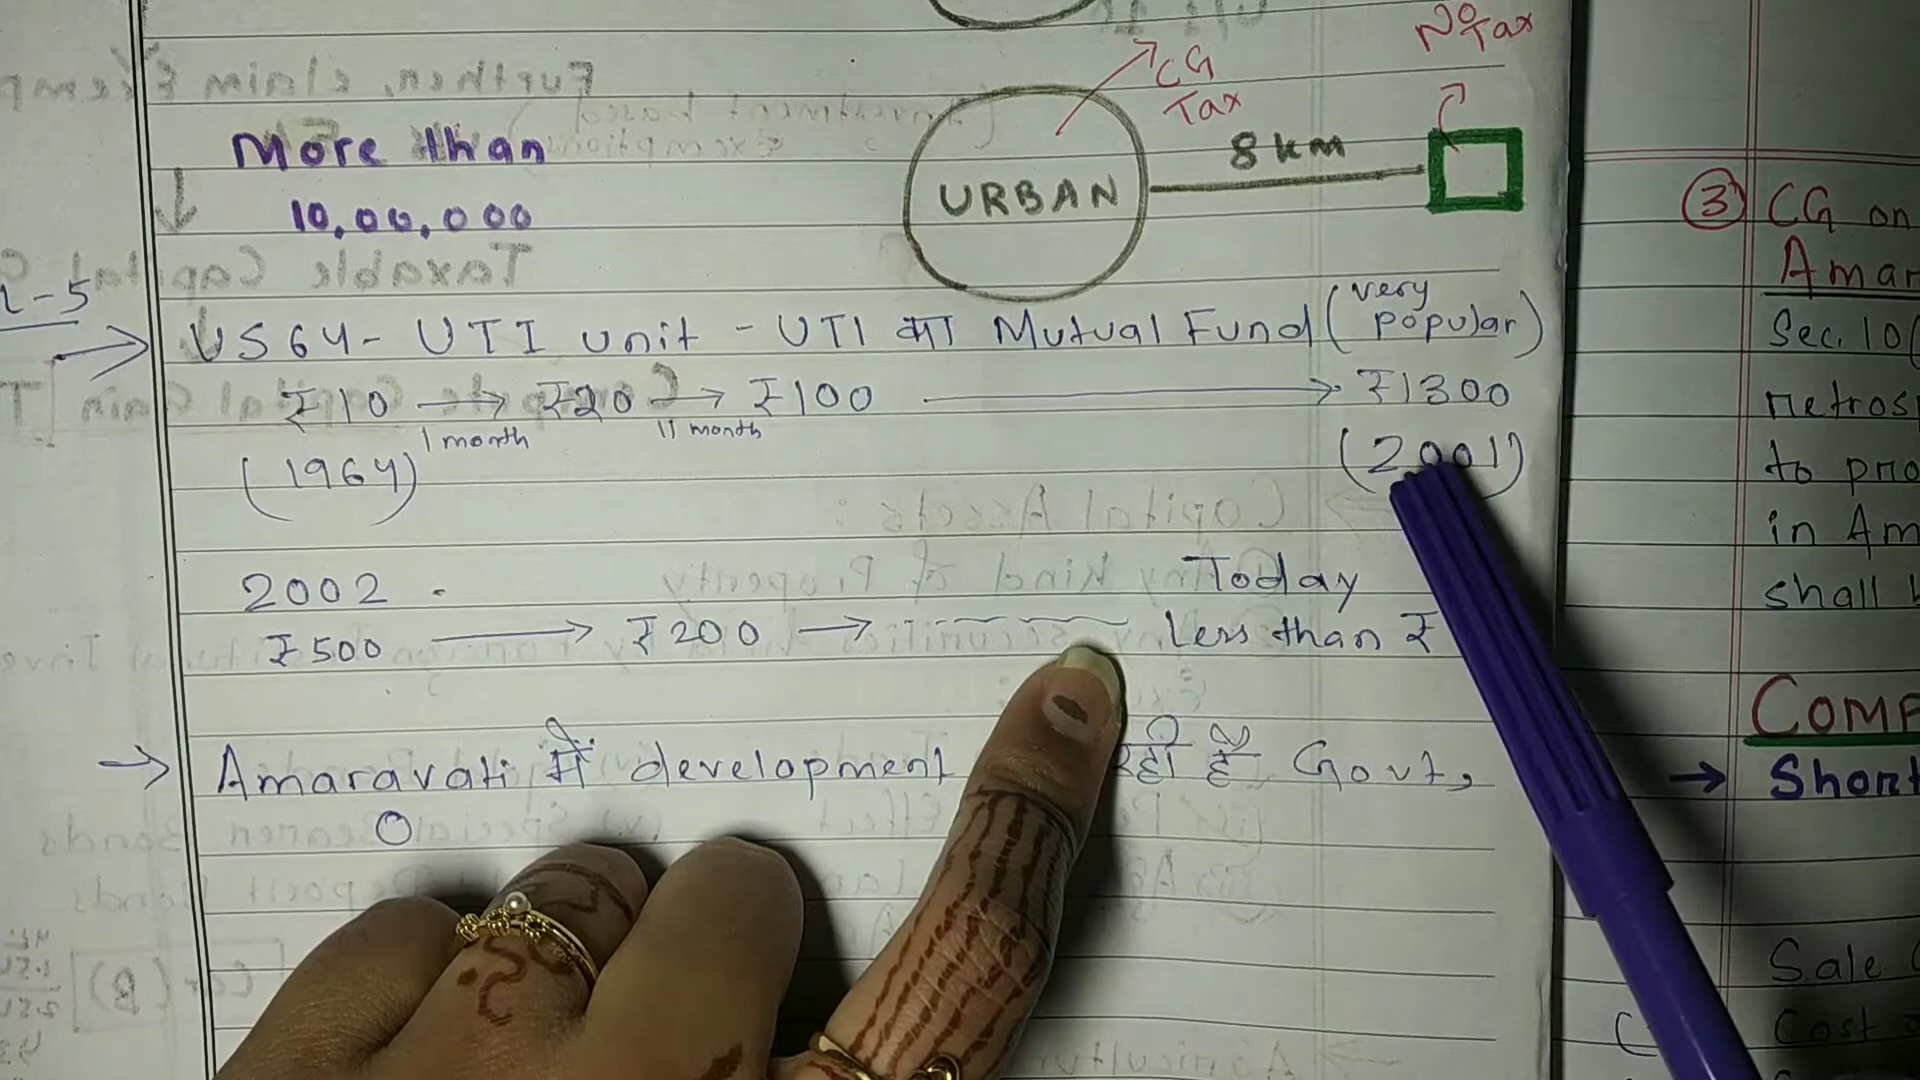 No Tax
CG Tax
More than
10,00,000
URBAN
8 km
US64 - UTI unit - UTI का Mutual Fund (very popular)
₹10 → ₹20 → ₹100 → ₹1300
1 month 11 month
(1964) (2001)
2002 Today
₹500 → ₹200 → less than ₹
→ Amaravati में development रही है Govt,
③ CG on
Amar
Sec. 10(
retros
to pro
in Am
shall
COMP
→ Short
Sale
Cost